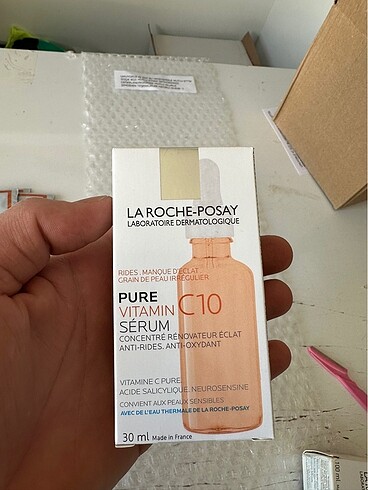 LA ROCHE-POSAY
LABORATOIRE DERMATOLOGIQUE
RIDES . MANQUE D'ÉCLAT
GRAIN DE PEAU IRRÉGULIER
PURE
VITAMIN C10
SÉRUM
CONCENTRÉ RÉNOVATEUR ÉCLAT
ANTI-RIDES. ANTI-OXYDANT
VITAMINE C PURE
ACIDE SALICYLIQUE. NEUROSENSINE
CONVIENT AUX PEAUX SENSIBLES
AVEC DE L'EAU THERMALE DE LA ROCHE-POSAY
30 ml Made in France
100 ml